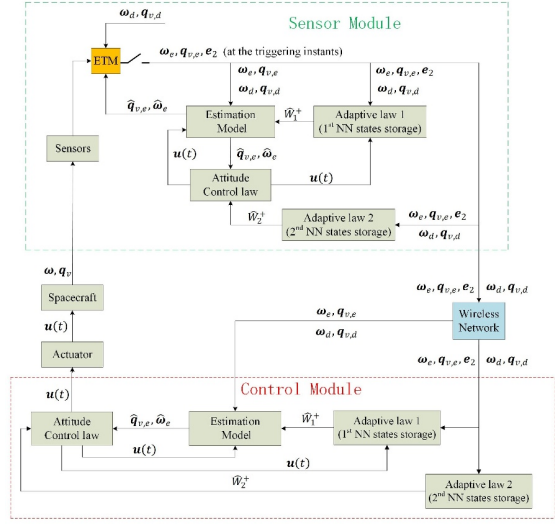 Sensor Module
ω_d, q_{v,d}
ETM
ω_e, q_{v,e}, e_2 (at the triggering instants)
ω_e, q_{v,e}
ω_d, q_{v,d}
ω_e, q_{v,e}, e_2
ω_d, q_{v,d}
q̂_{v,e}, ω̂_e
Estimation
Model
Ŵ_1^+
Adaptive law 1
(1st NN states storage)
Sensors
u(t)
q̂_{v,e}, ω̂_e
Attitude
Control law
u(t)
Ŵ_2^+
Adaptive law 2
(2nd NN states storage)
ω_e, q_{v,e}, e_2
ω_d, q_{v,d}
ω, q_v
Spacecraft
u(t)
Actuator
u(t)
ω_e, q_{v,e}, e_2 ω_d, q_{v,d}
Wireless
Network
ω_e, q_{v,e}
ω_d, q_{v,d}
ω_e, q_{v,e}, e_2 ω_d, q_{v,d}
Control Module
Attitude
Control law
q̂_{v,e}, ω̂_e
Estimation
Model
Ŵ_1^+
Adaptive law 1
(1st NN states storage)
u(t)
u(t)
Ŵ_2^+
Adaptive law 2
(2nd NN states storage)